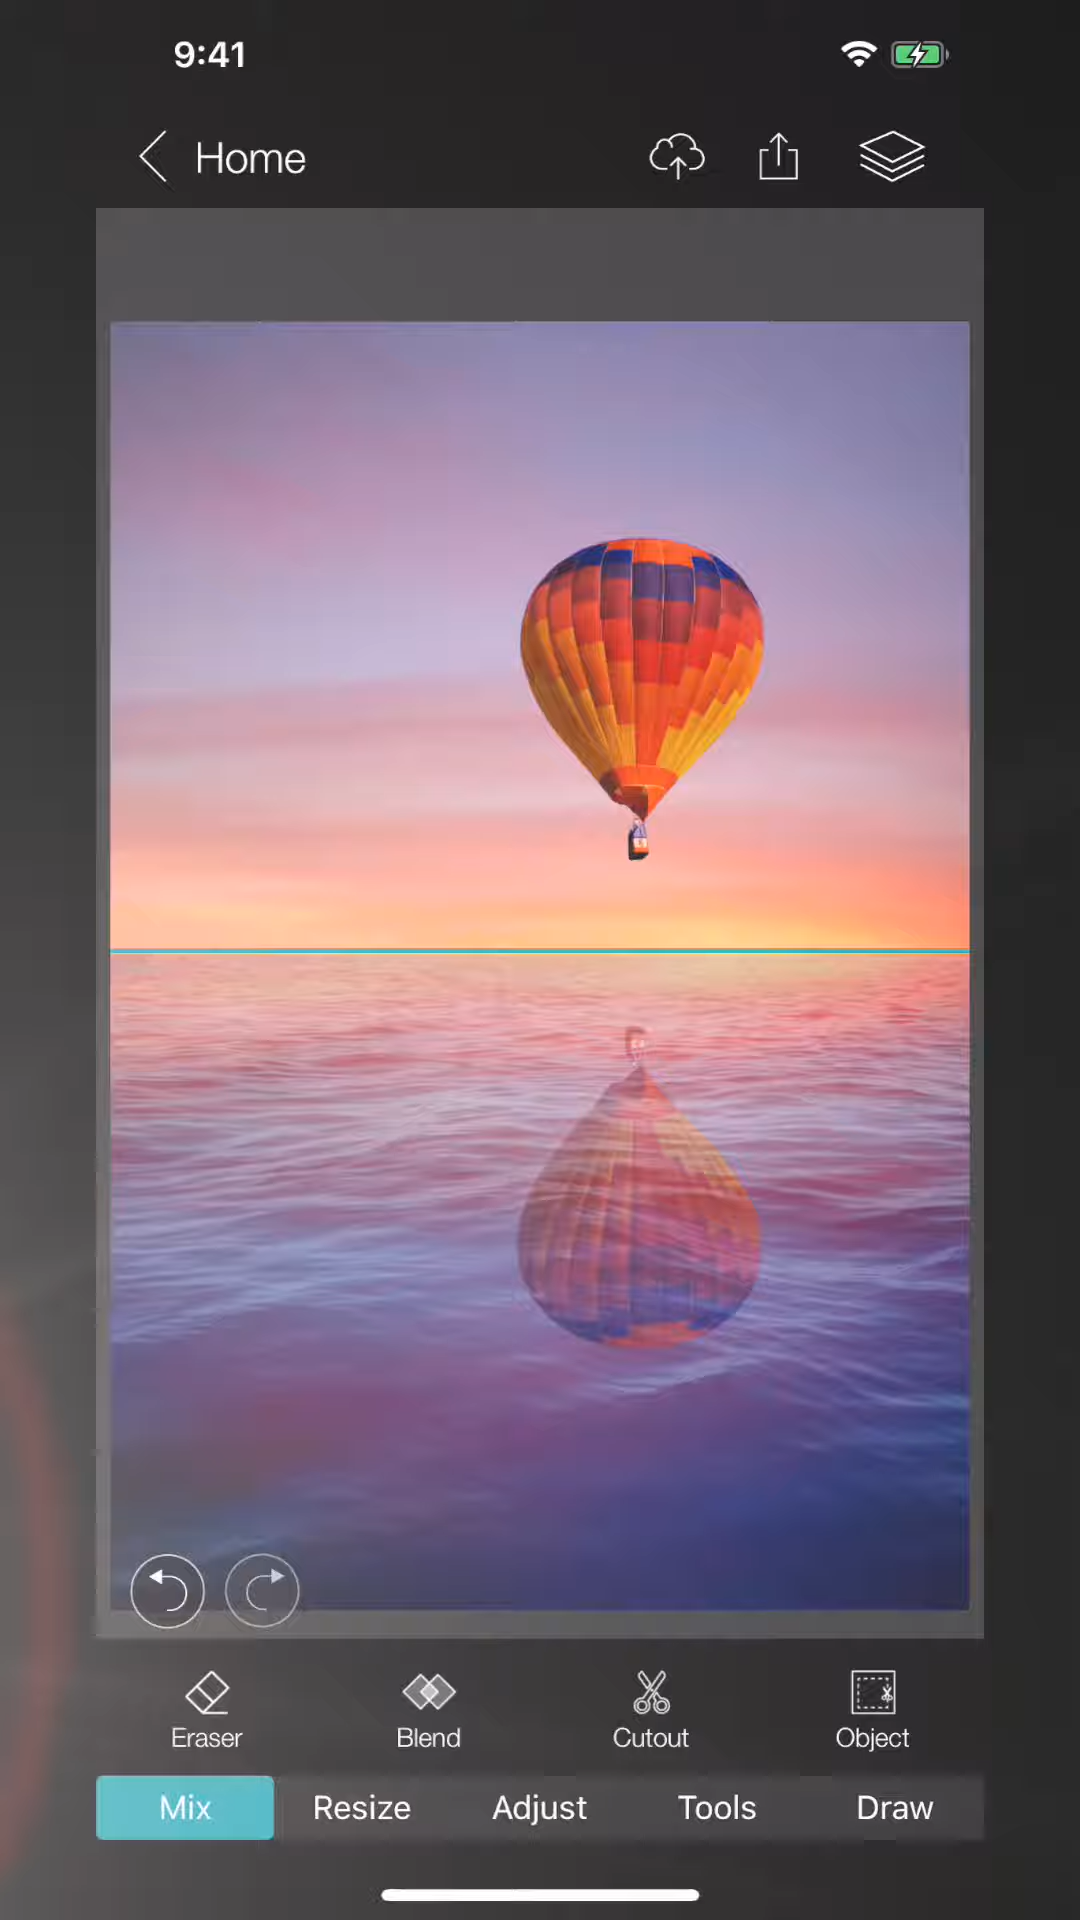 9:41
Home
Eraser
Blend
Cutout
Object
Mix
Resize
Adjust
Tools
Draw